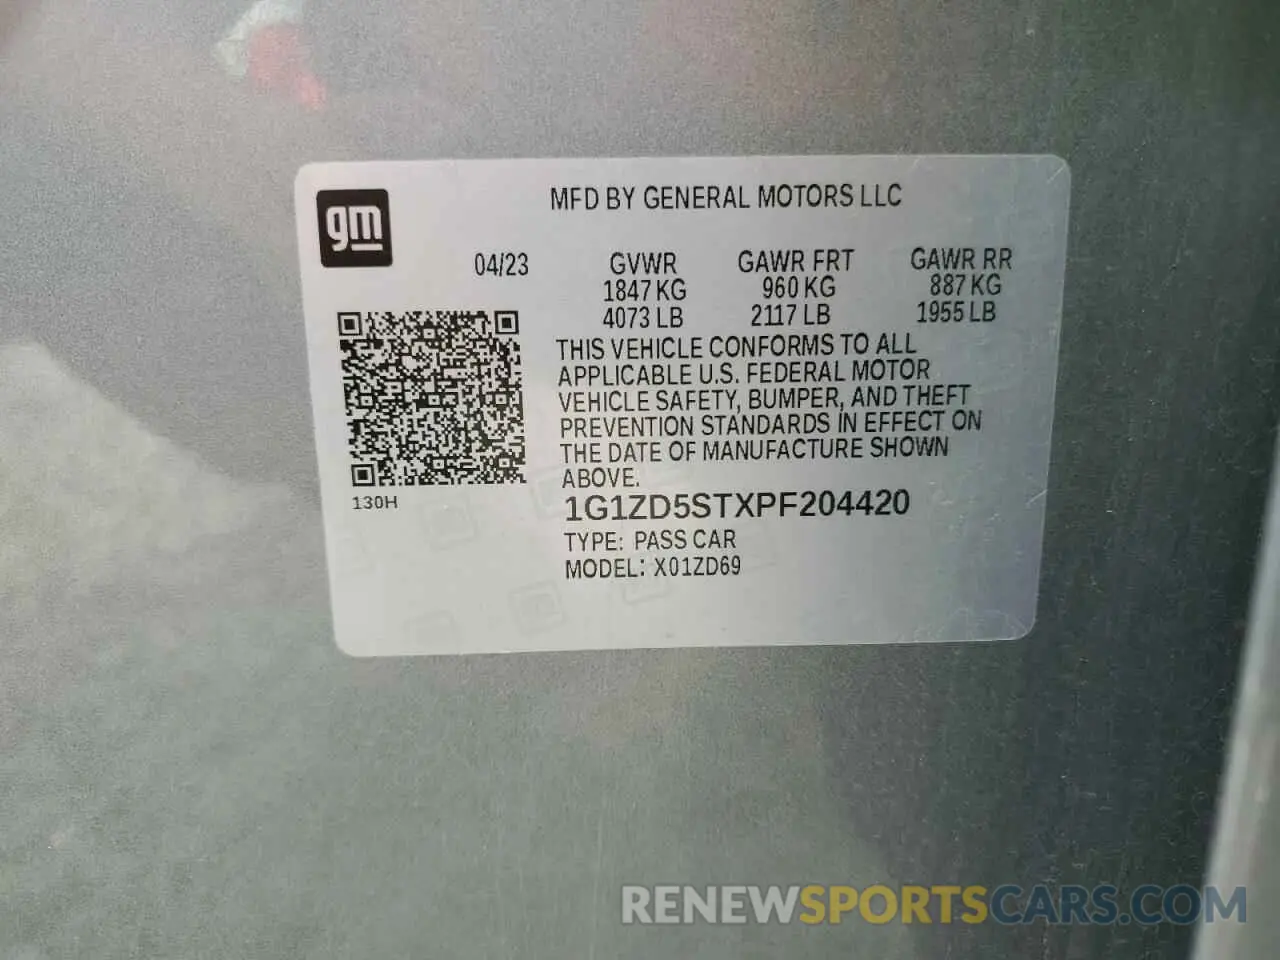 gm
MFD BY GENERAL MOTORS LLC
04/23 GVWR GAWR FRT GAWR RR
1847 KG 960 KG 887 KG
4073 LB 2117 LB 1955 LB
THIS VEHICLE CONFORMS TO ALL
APPLICABLE U.S. FEDERAL MOTOR
VEHICLE SAFETY, BUMPER, AND THEFT
PREVENTION STANDARDS IN EFFECT ON
THE DATE OF MANUFACTURE SHOWN
ABOVE.
130H
1G1ZD5STXPF204420
TYPE: PASS CAR
MODEL: X01ZD69
RENEWSPORTSCARS.COM